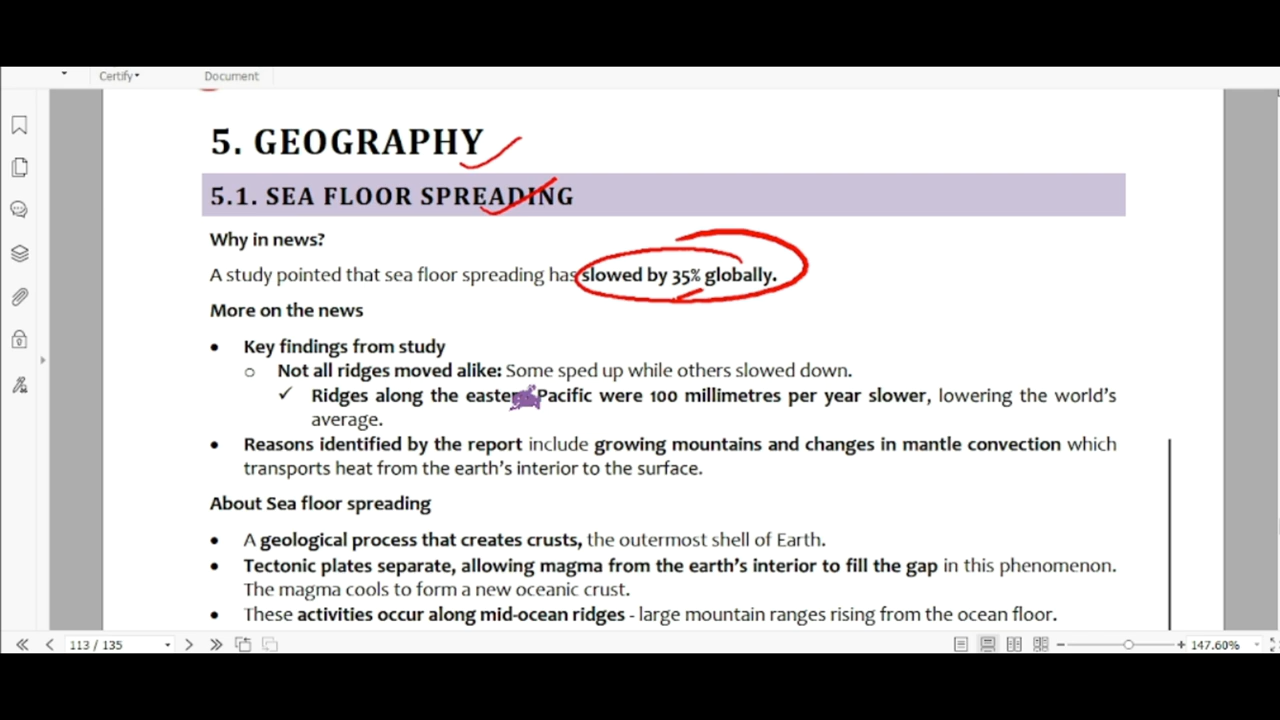 Certify
Document
5. GEOGRAPHY
5.1. SEA FLOOR SPREADING
Why in news?
A study pointed that sea floor spreading has slowed by 35% globally.
More on the news
• Key findings from study
o Not all ridges moved alike: Some sped up while others slowed down.
✓ Ridges along the eastern Pacific were 100 millimetres per year slower, lowering the world's
average.
• Reasons identified by the report include growing mountains and changes in mantle convection which
transports heat from the earth's interior to the surface.
About Sea floor spreading
• A geological process that creates crusts, the outermost shell of Earth.
• Tectonic plates separate, allowing magma from the earth's interior to fill the gap in this phenomenon.
The magma cools to form a new oceanic crust.
• These activities occur along mid-ocean ridges - large mountain ranges rising from the ocean floor.
113 / 135
147.60%